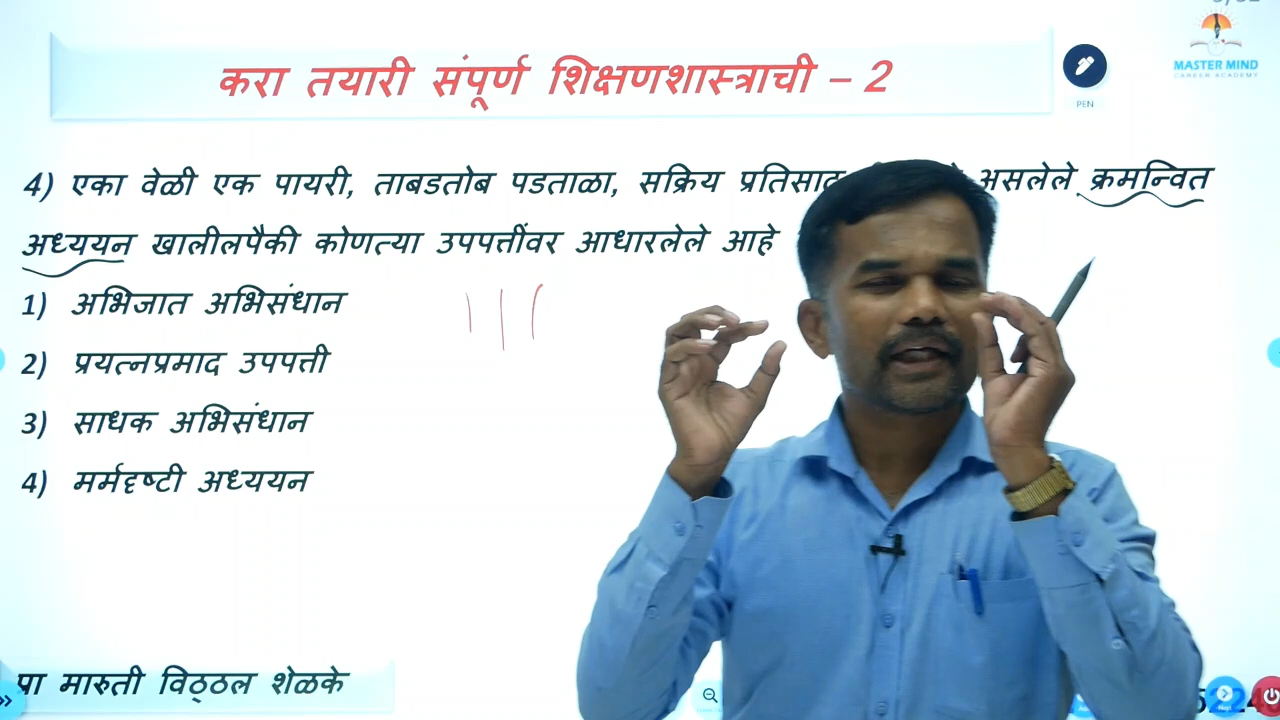 MASTER MIND
CAREER ACADEMY
करा तयारी संपूर्ण शिक्षणशास्त्राची – 2
PEN
4) एका वेळी एक पायरी, ताबडतोब पडताळा, सक्रिय असलेले क्रमन्वित
अध्ययन खालीलपैकी कोणत्या उपपत्तींवर आधारलेले आहे
1) अभिजात अभिसंधान
2) प्रयत्नप्रमाद उपपत्ती
3) साधक अभिसंधान
4) मर्मदृष्टी अध्ययन
प्रा मारुती विठ्ठल शेळके